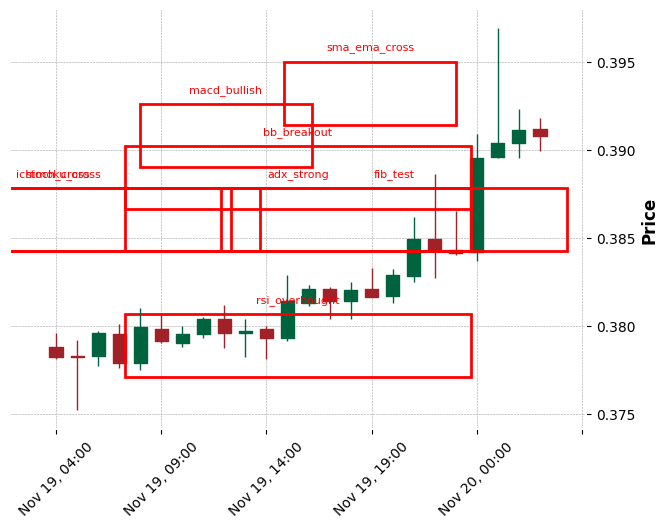 sma_ema_cross
0.395
macd_bullish
bb_breakout
0.390
adx_strong
fib_test
0.385
Price
rsi_overbought
0.380
0.375
Nov 19, 04:00
Nov 19, 09:00
Nov 19, 14:00
Nov 19, 19:00
Nov 20, 00:00